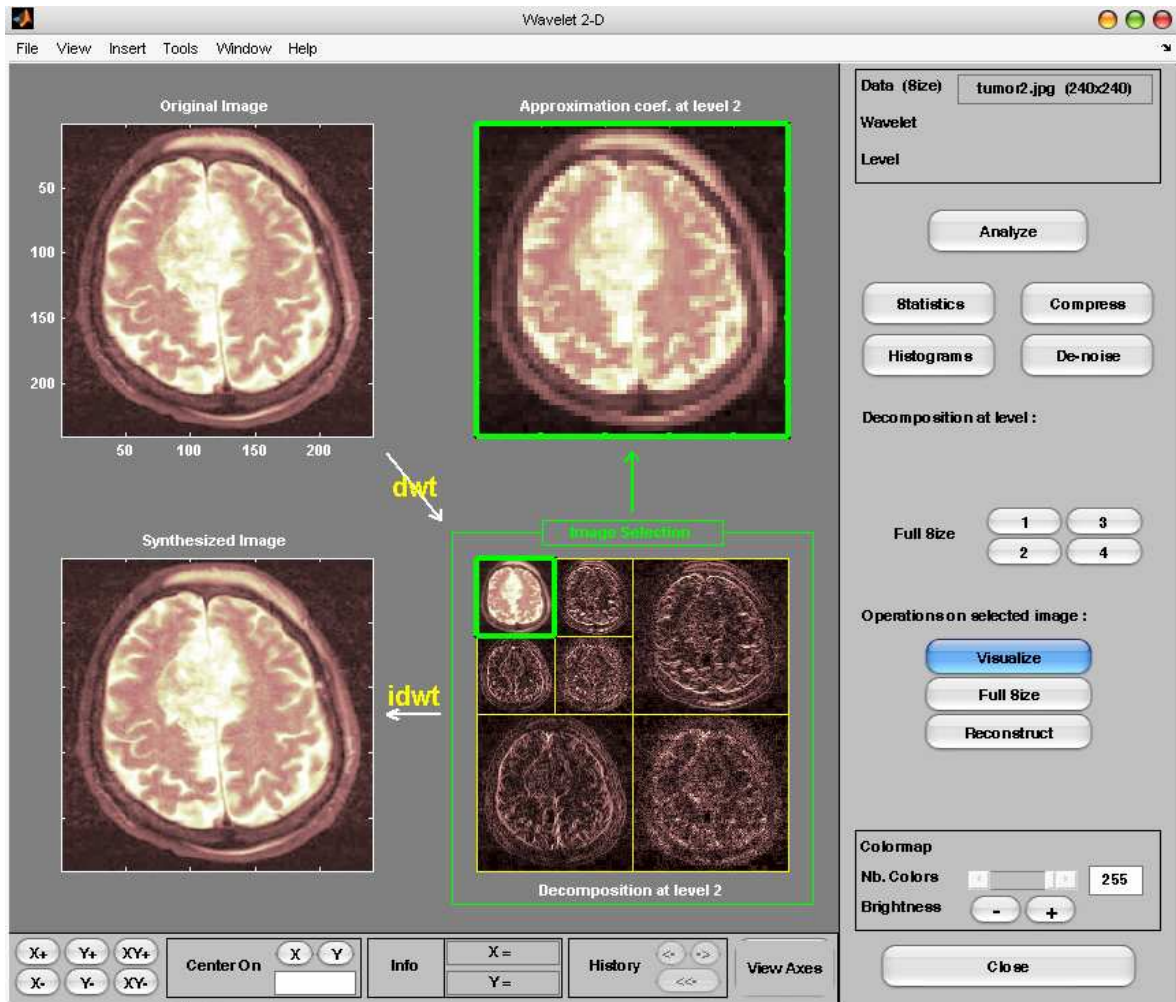 Wavelet 2-D
File View Insert Tools Window Help
Original Image
50
100
150
200
50 100 150 200
Approximation coef. at level 2
dwt
Synthesized Image
idwt
Image Selection
Decomposition at level 2
Data (Size) tumor2.jpg (240x240)
Wavelet
Level
Analyze
Statistics Compress
Histograms De-noise
Decomposition at level :
Full Size
1 3
2 4
Operations on selected image :
Visualize
Full Size
Reconstruct
Colormap
Nb. Colors 255
Brightness - +
X+ Y+ XY+
X- Y- XY-
Center On X Y
Info X =
Y =
History <- ->
<<-
View Axes
Close